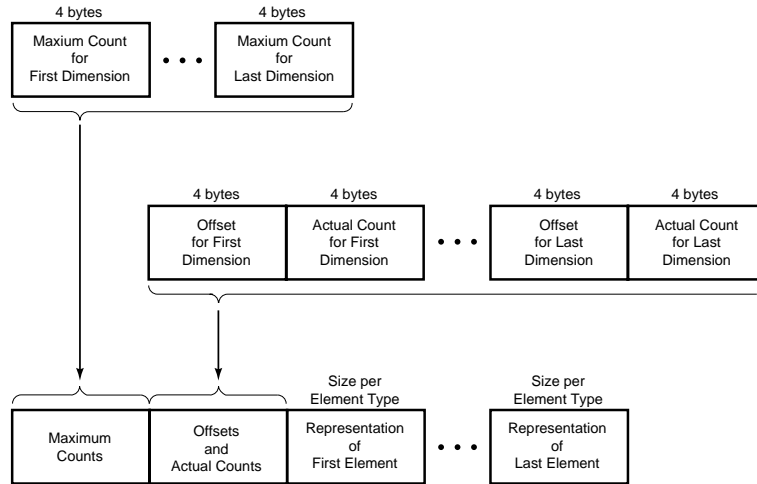 4 bytes
4 bytes
Maxium Count
for
First Dimension
Maxium Count
for
Last Dimension
4 bytes
4 bytes
4 bytes
4 bytes
Offset
for First
Dimension
Actual Count
for First
Dimension
Offset
for Last
Dimension
Actual Count
for Last
Dimension
Size per
Element Type
Size per
Element Type
Maximum
Counts
Offsets
and
Actual Counts
Representation
of
First Element
Representation
of
Last Element